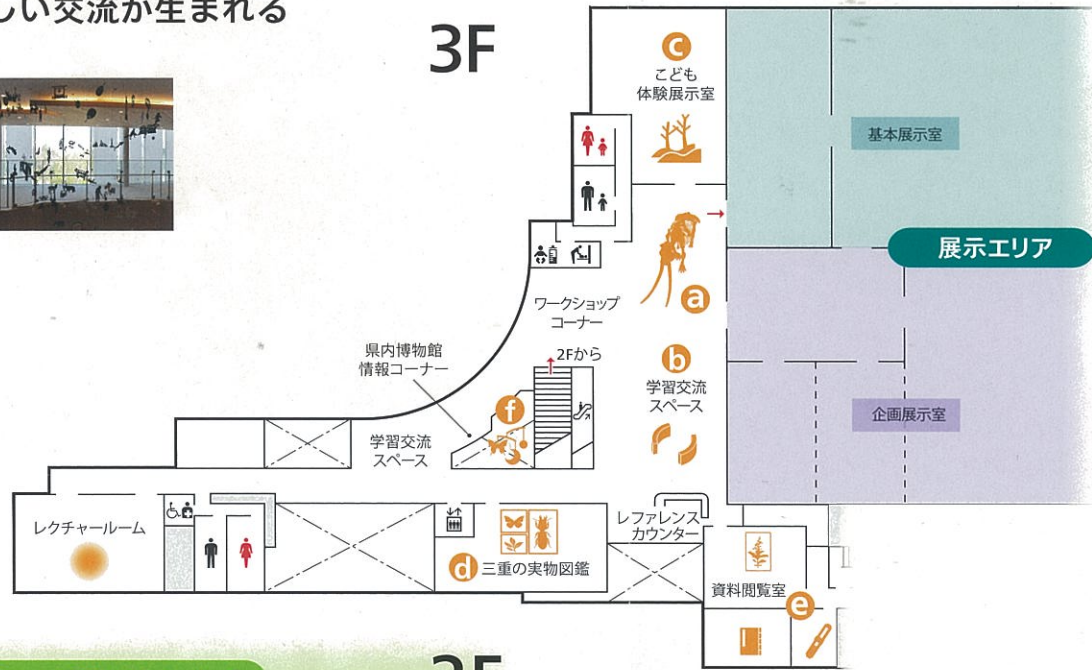 しい交流が生まれる
3F
c
こども
体験展示室
基本展示室
展示エリア
a
ワークショップ
コーナー
県内博物館
情報コーナー
2Fから
b
学習交流
スペース
f
企画展示室
学習交流
スペース
レクチャールーム
レファレンス
カウンター
d 三重の実物図鑑
資料閲覧室
e